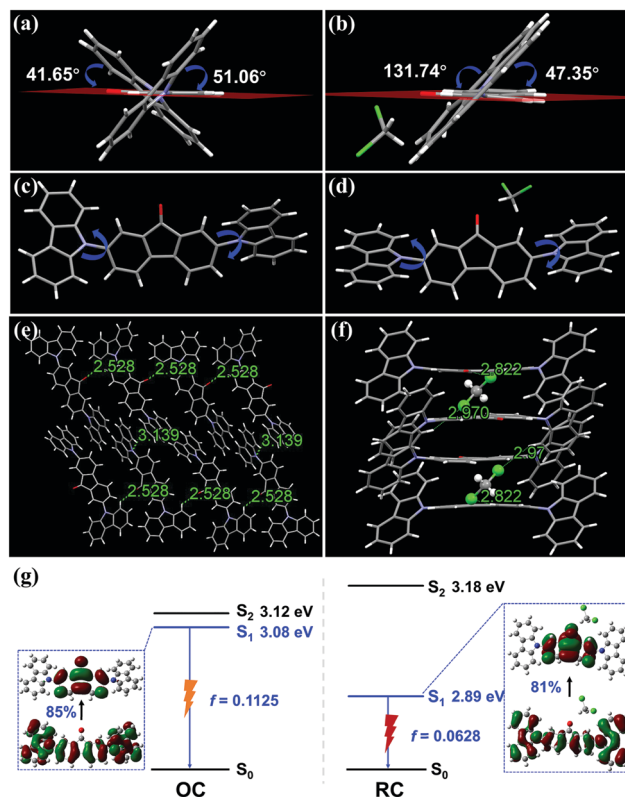 (a)
41.65°
51.06°
(b)
131.74°
47.35°
(c)
(d)
(e)
2.528
2.528
2.528
3.139
3.139
2.528
2.528
2.528
(f)
2.822
2.970
2.97
2.822
(g)
S₂ 3.12 eV
S₁ 3.08 eV
85%
f = 0.1125
S₀
OC
S₂ 3.18 eV
S₁ 2.89 eV
81%
f = 0.0628
S₀
RC